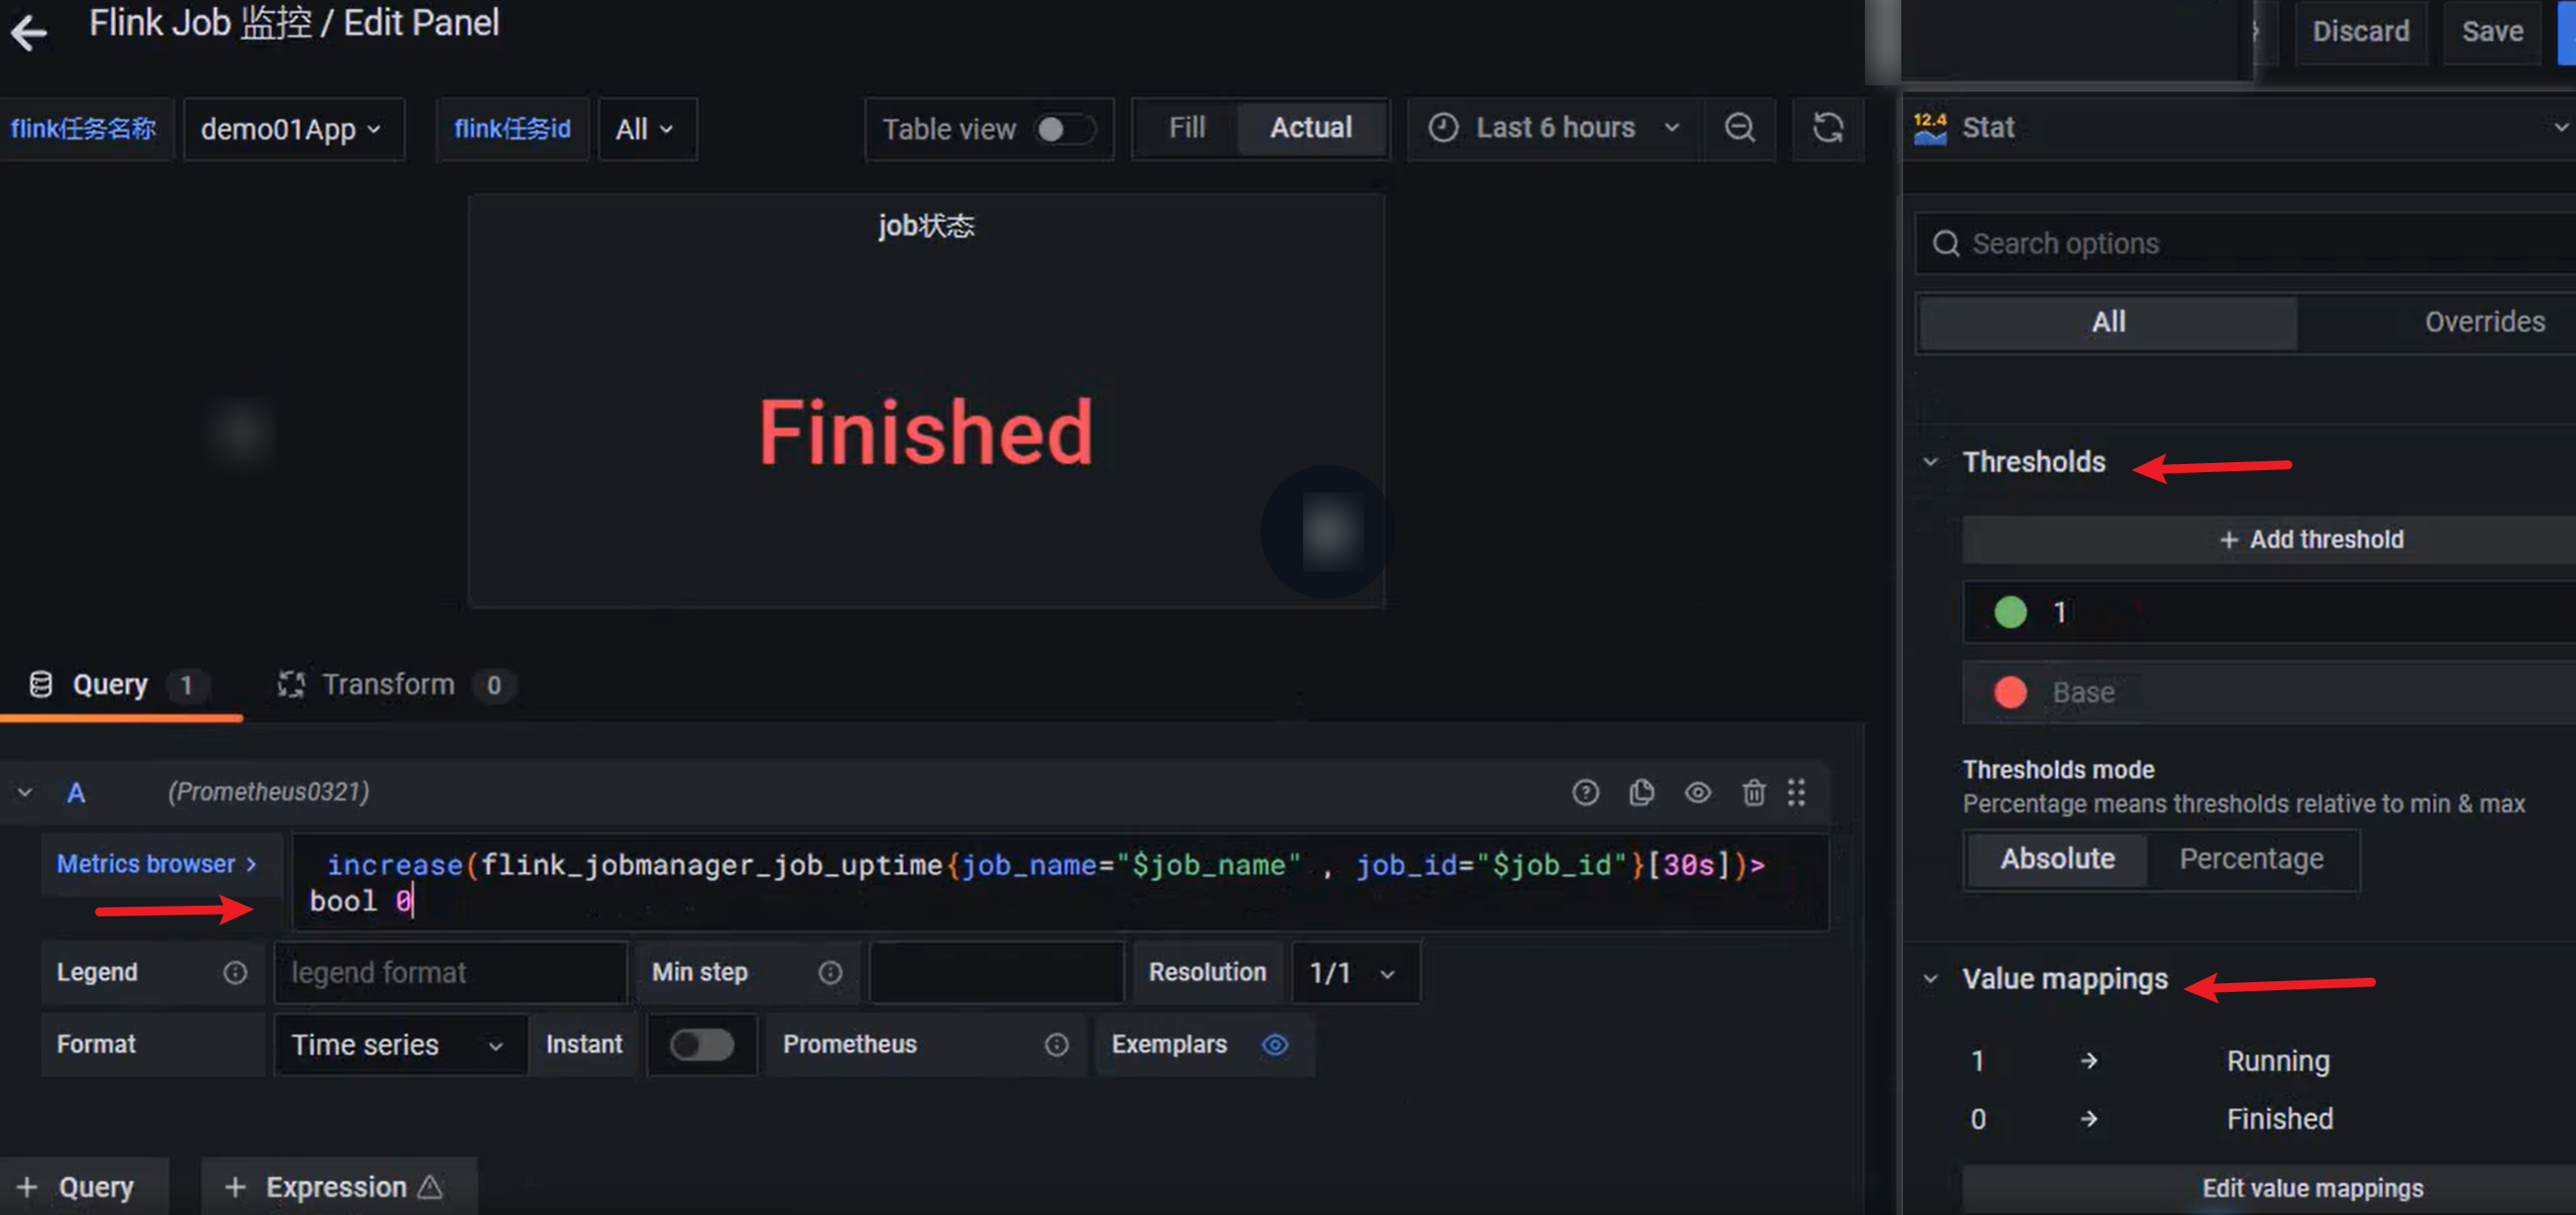 Flink Job 监控 / Edit Panel
Discard
Save
flink任务名称
demo01App
flink任务id
All
Table view
Fill
Actual
Last 6 hours
12.4
Stat
job状态
Search options
All
Overrides
Finished
Thresholds
+ Add threshold
1
Base
Query 1
Transform 0
Thresholds mode
Percentage means thresholds relative to min & max
Absolute
Percentage
A
(Prometheus0321)
Metrics browser >
increase(flink_jobmanager_job_uptime{job_name="$job_name" , job_id="$job_id"}[30s])>
bool 0
Legend
legend format
Min step
Resolution
1/1
Value mappings
Format
Time series
Instant
Prometheus
Exemplars
1 → Running
0 → Finished
+ Query
+ Expression
Edit value mappings